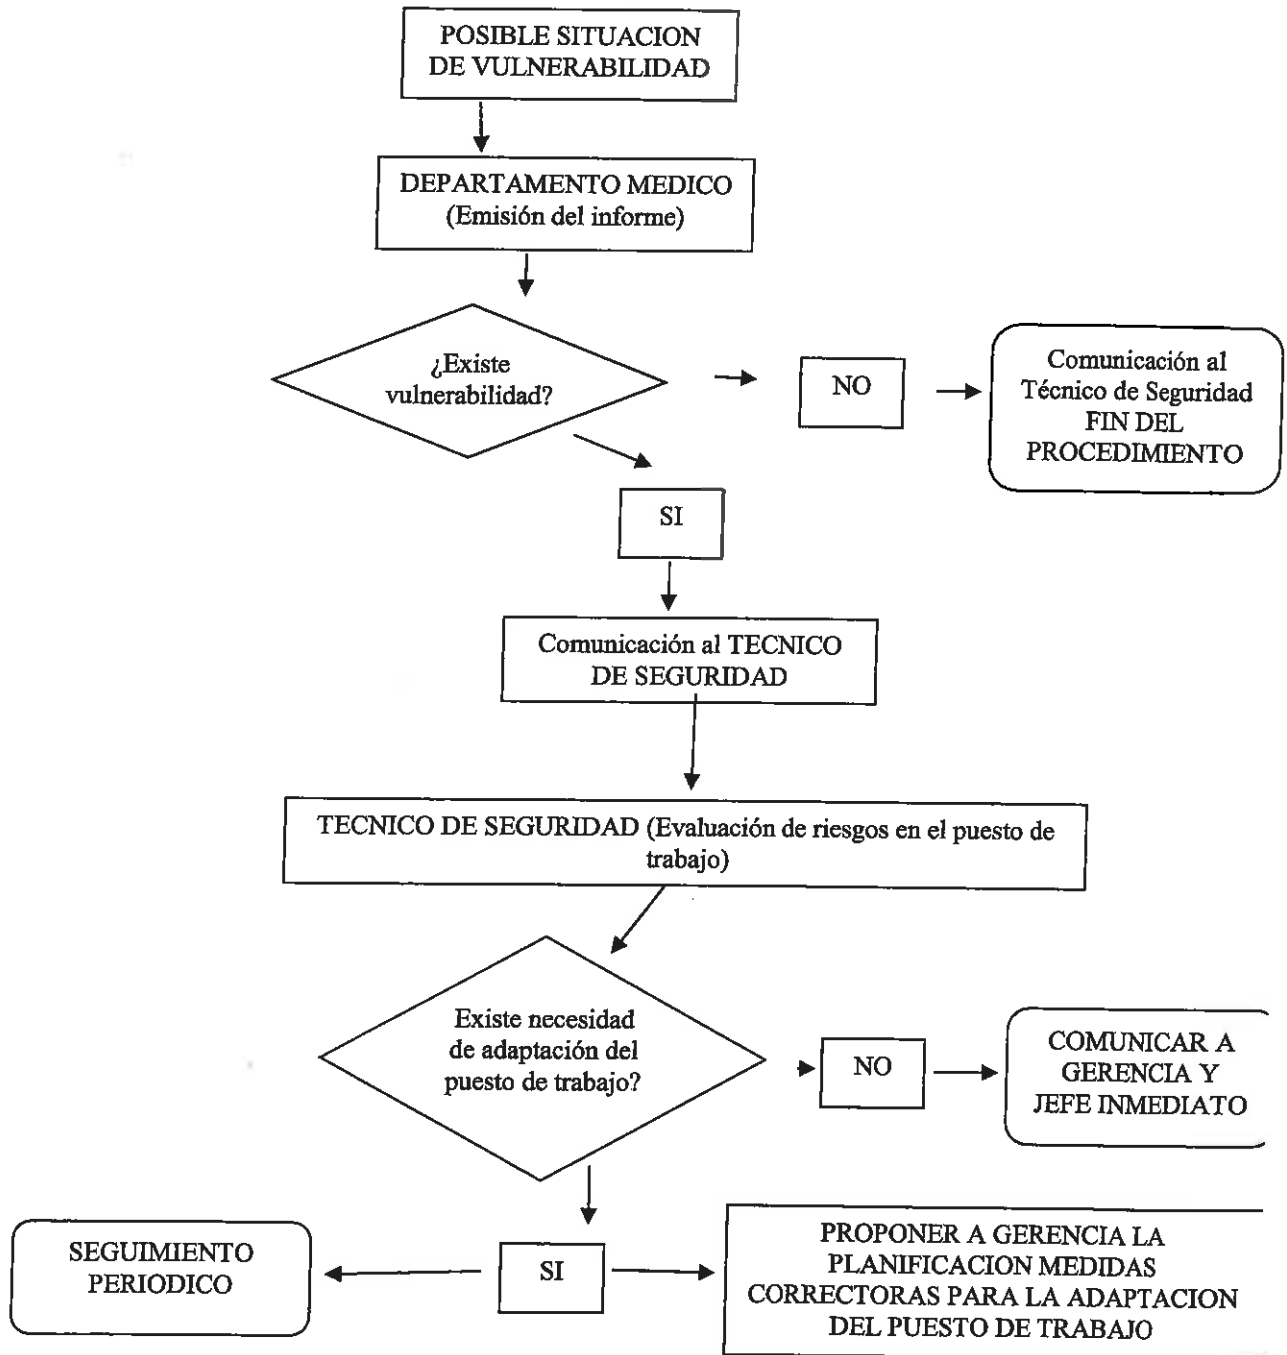 POSIBLE SITUACION
DE VULNERABILIDAD
DEPARTAMENTO MEDICO
(Emisión del informe)
¿Existe
vulnerabilidad?
NO
Comunicación al
Técnico de Seguridad
FIN DEL
PROCEDIMIENTO
SI
Comunicación al TECNICO
DE SEGURIDAD
TECNICO DE SEGURIDAD (Evaluación de riesgos en el puesto de
trabajo)
Existe necesidad
de adaptación del
puesto de trabajo?
NO
COMUNICAR A
GERENCIA Y
JEFE INMEDIATO
SEGUIMIENTO
PERIODICO
SI
PROPONER A GERENCIA LA
PLANIFICACION MEDIDAS
CORRECTORAS PARA LA ADAPTACION
DEL PUESTO DE TRABAJO